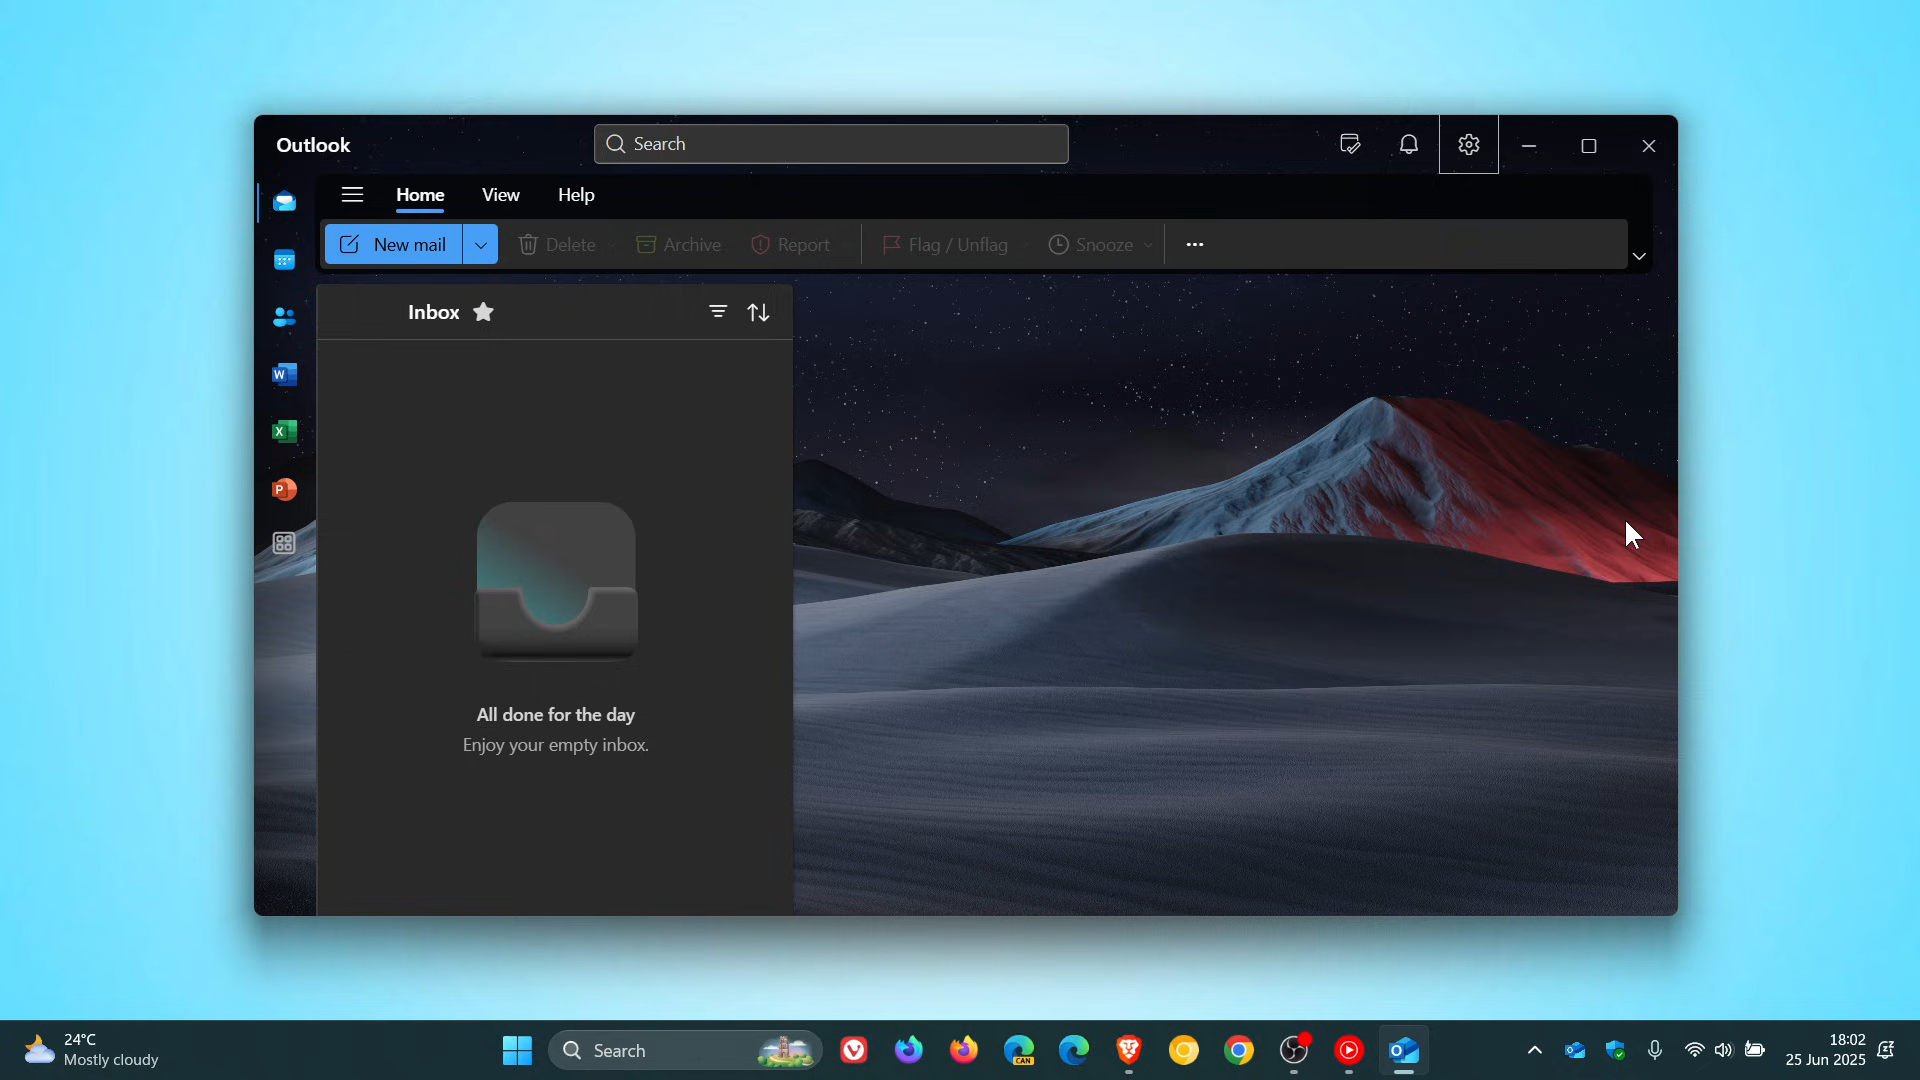 Outlook
Search
Home View Help
New mail Delete Archive Report Flag / Unflag Snooze
Inbox
W
X
P
All done for the day
Enjoy your empty inbox.
24°C
Mostly cloudy
Search
CAN
O
18:02
25 Jun 2025